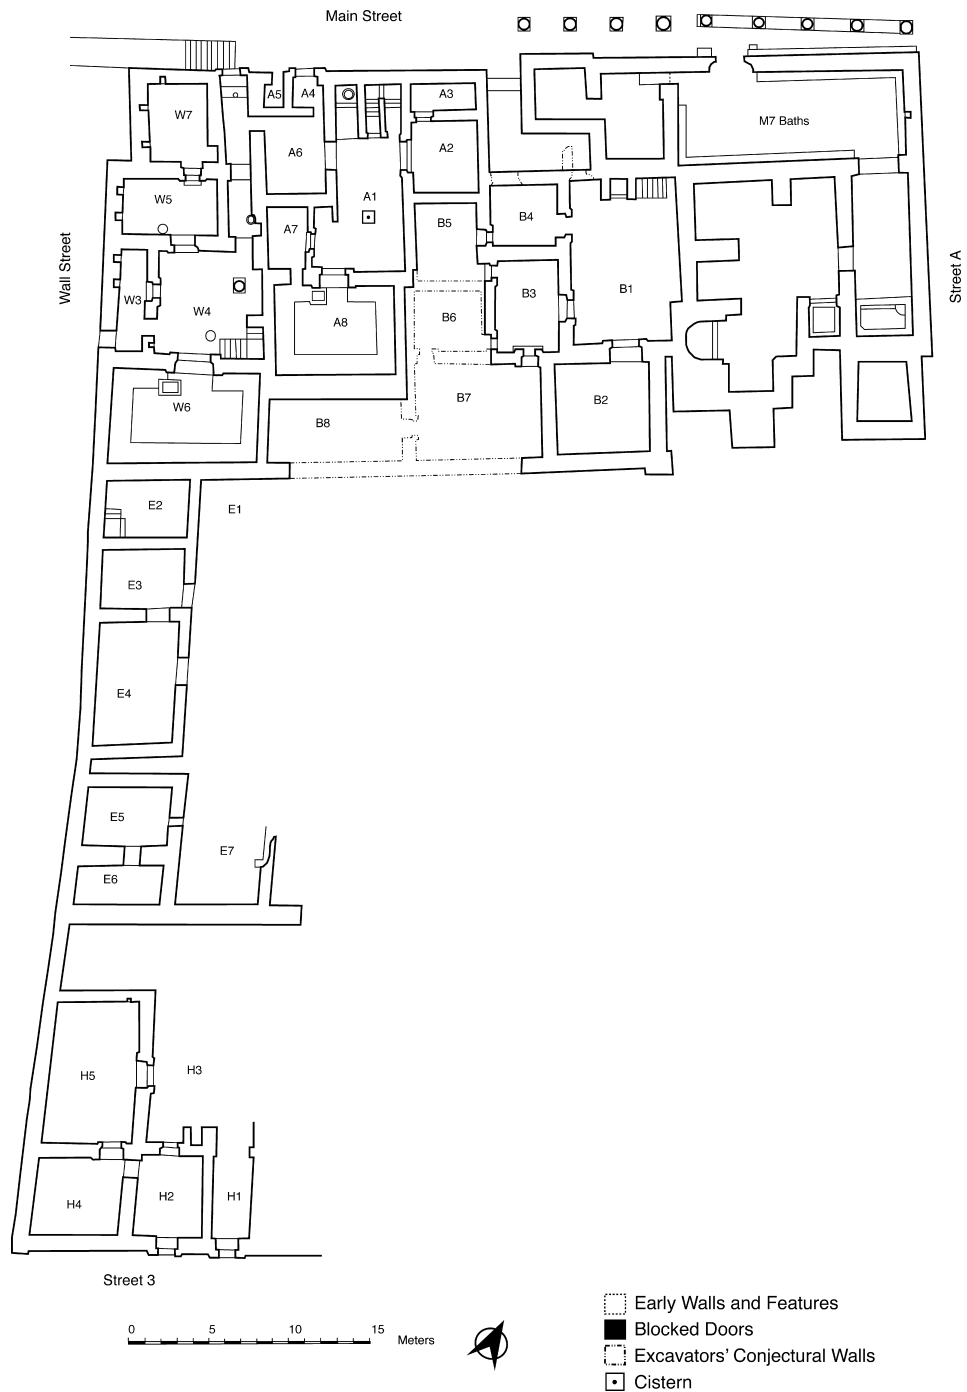 Main Street
A5
A4
A3
W7
M7 Baths
A6
A2
W5
A1
B4
B5
A7
Wall Street
Street A
W3
B3
B1
W4
B6
A8
W6
B7
B2
B8
E2
E1
E3
E4
E5
E7
E6
H3
H5
H2
H1
H4
Street 3
0 5 10 15
Meters
Early Walls and Features
Blocked Doors
Excavators' Conjectural Walls
Cistern